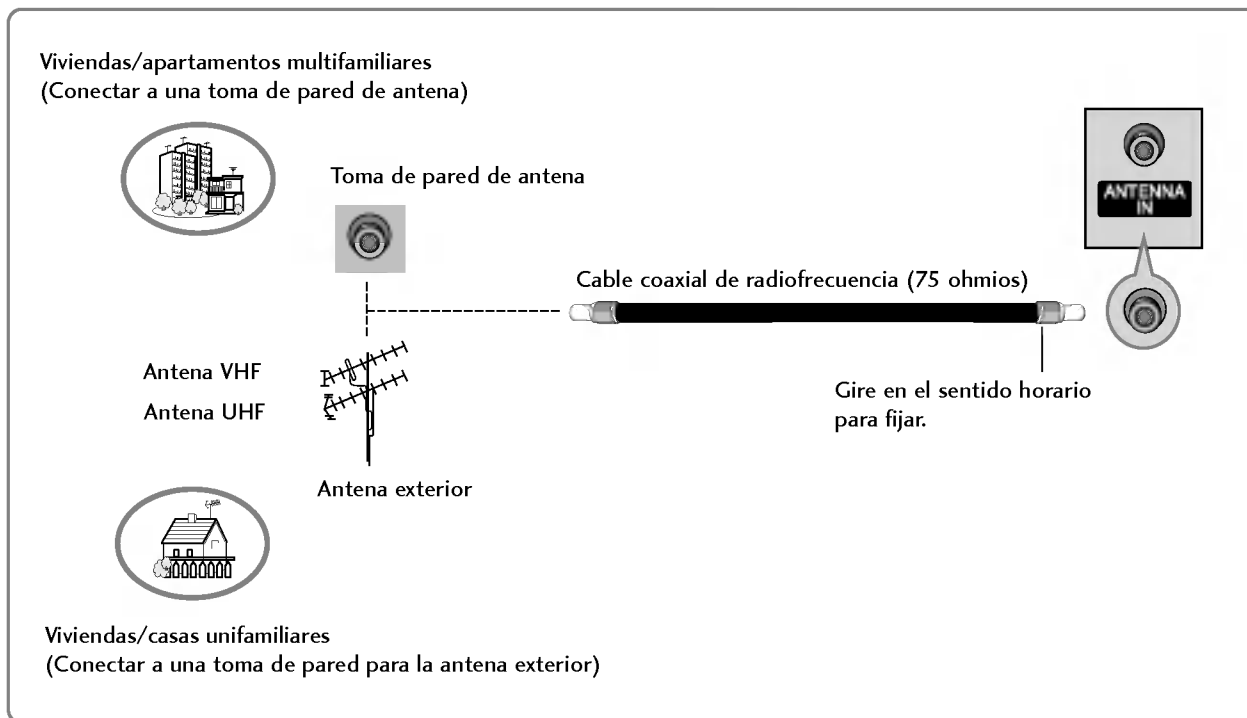 Viviendas/apartamentos multifamiliares
(Conectar a una toma de pared de antena)
Toma de pared de antena
ANTENNA
IN
Cable coaxial de radiofrecuencia (75 ohmios)
Antena VHF
Antena UHF
Gire en el sentido horario
para fijar.
Antena exterior
Viviendas/casas unifamiliares
(Conectar a una toma de pared para la antena exterior)